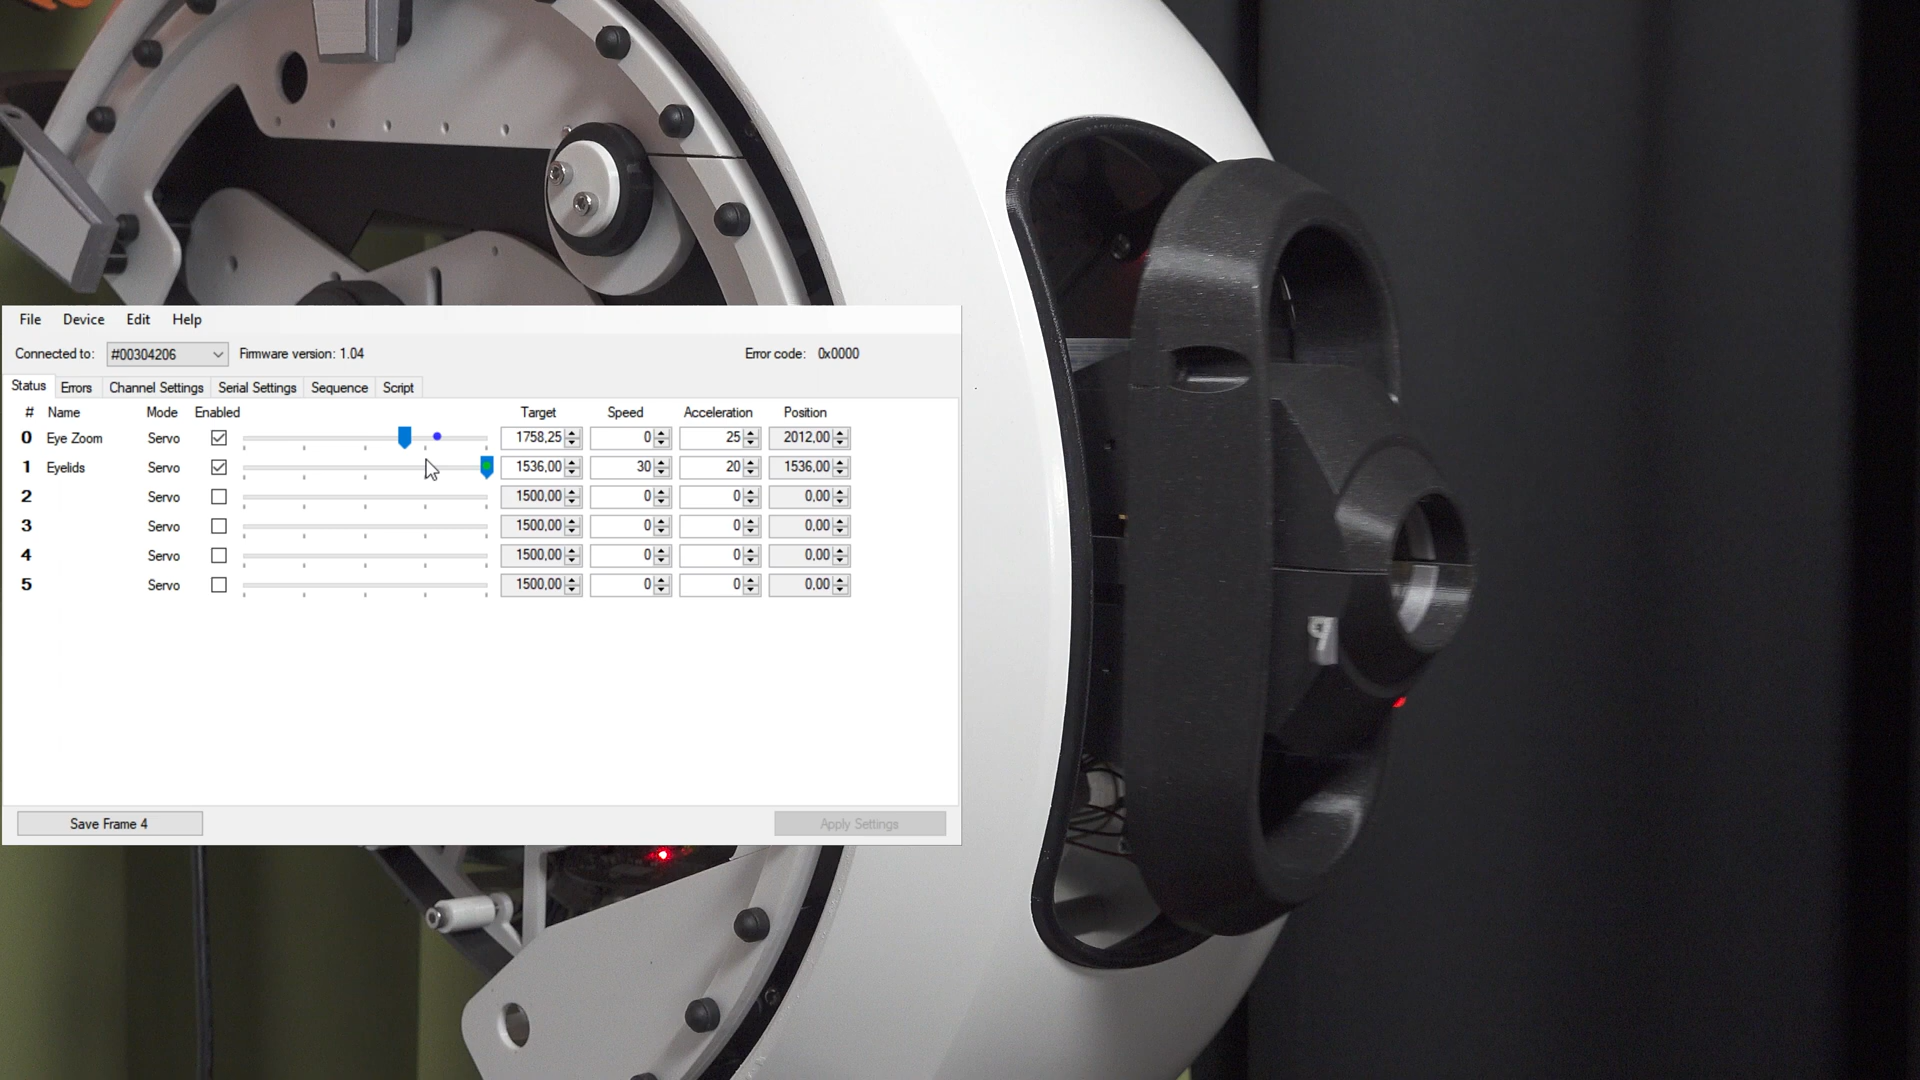 File Device Edit Help
Connected to: #00304206 Firmware version: 1.04 Error code: 0x0000
Status Errors Channel Settings Serial Settings Sequence Script
# Name Mode Enabled Target Speed Acceleration Position
0 Eye Zoom Servo 1758,25 0 25 2012,00
1 Eyelids Servo 1536,00 30 20 1536,00
2 Servo 1500,00 0 0 0,00
3 Servo 1500,00 0 0 0,00
4 Servo 1500,00 0 0 0,00
5 Servo 1500,00 0 0 0,00
9
Save Frame 4 Apply Settings